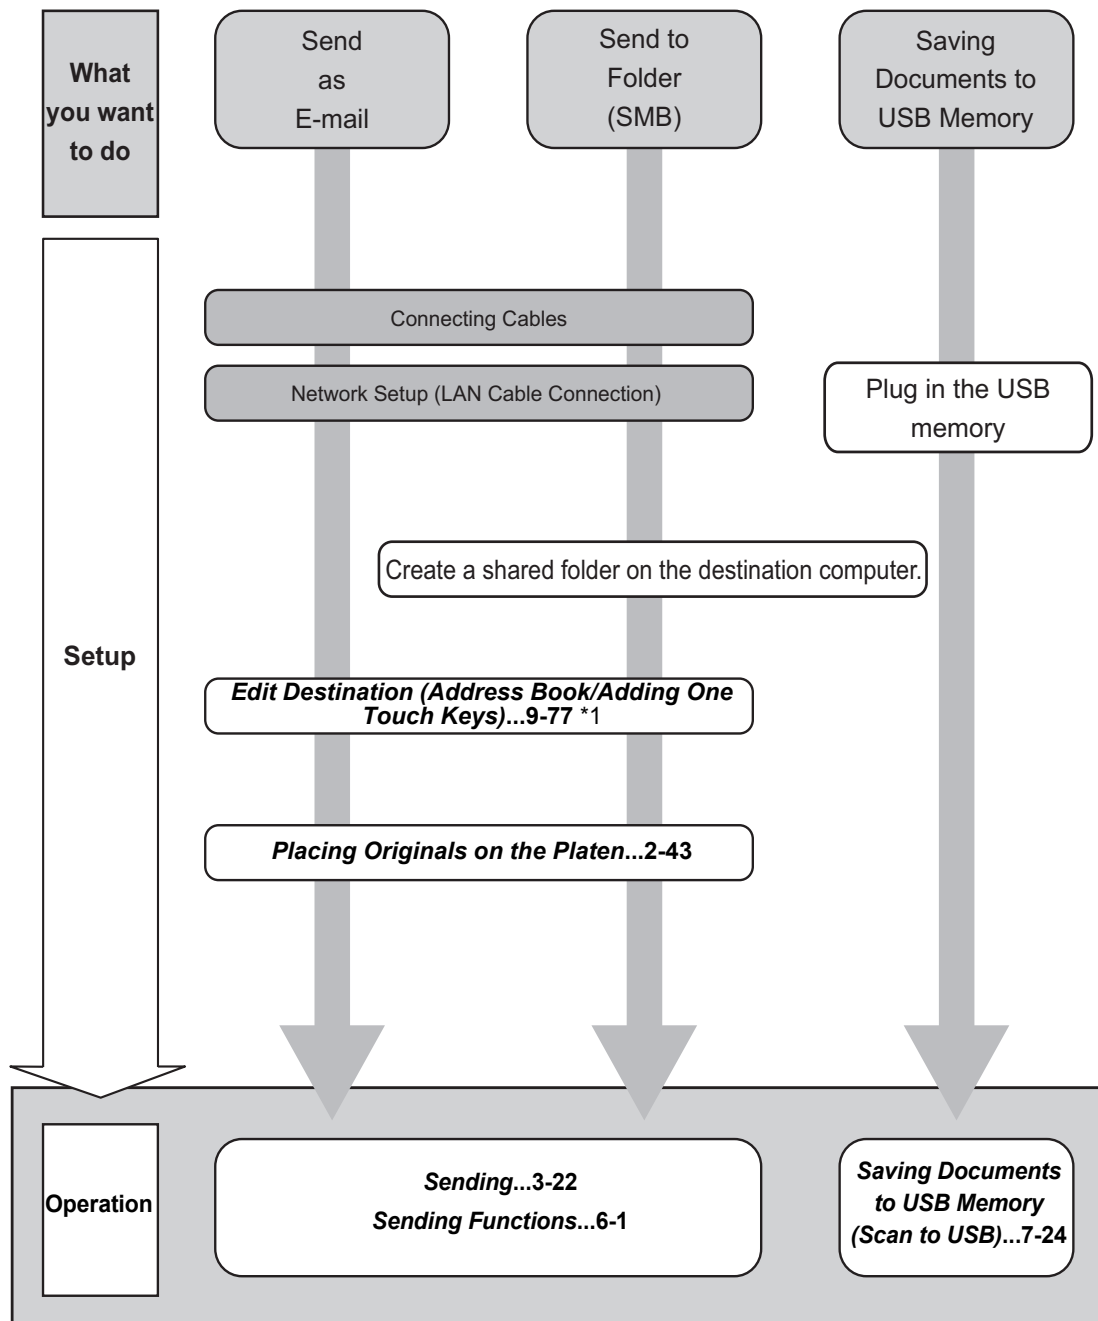 What
you want
to do
Send
as
E-mail
Send to
Folder
(SMB)
Saving
Documents to
USB Memory
Connecting Cables
Network Setup (LAN Cable Connection)
Plug in the USB
memory
Create a shared folder on the destination computer.
Setup
Edit Destination (Address Book/Adding One
Touch Keys)...9-77 *1
Placing Originals on the Platen...2-43
Operation
Sending...3-22
Sending Functions...6-1
Saving Documents
to USB Memory
(Scan to USB)...7-24